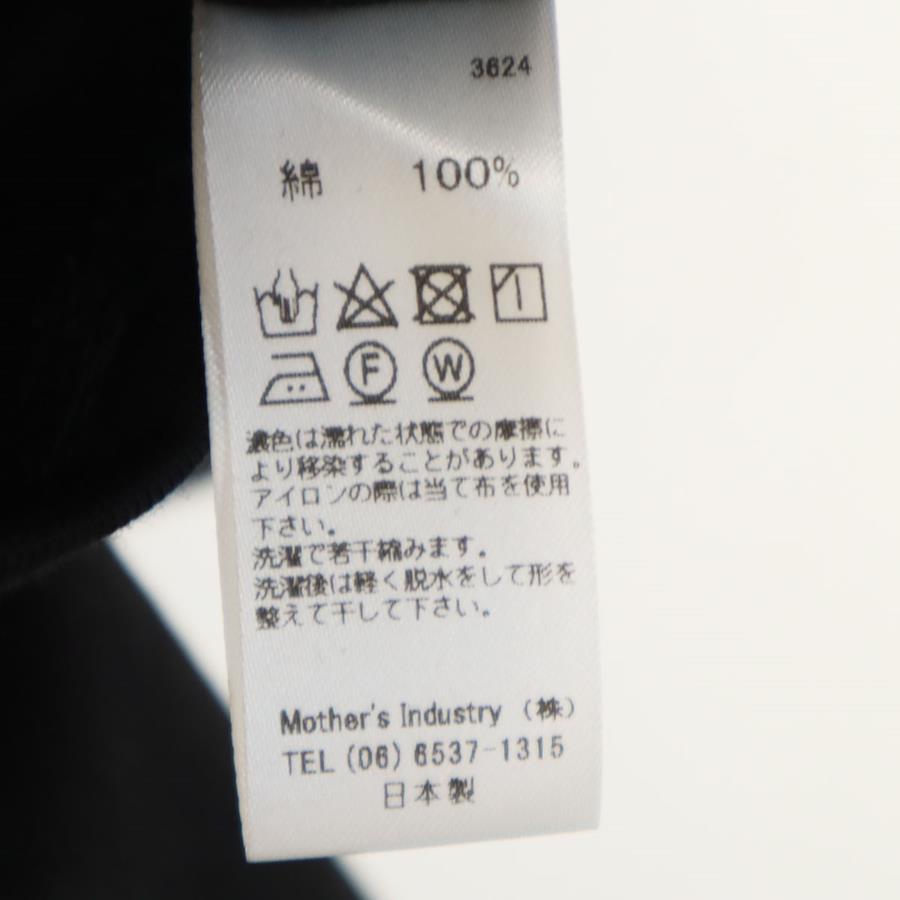 3624
綿 100%
F W
濃色は濡れた状態での摩擦に
より移染することがあります。
アイロンの際は当て布を使用
下さい。
洗濯で若干縮みます。
洗濯後は軽く脱水をして形を
整えて干して下さい。
Mother's Industry (株)
TEL (06) 6537-1315
日本製